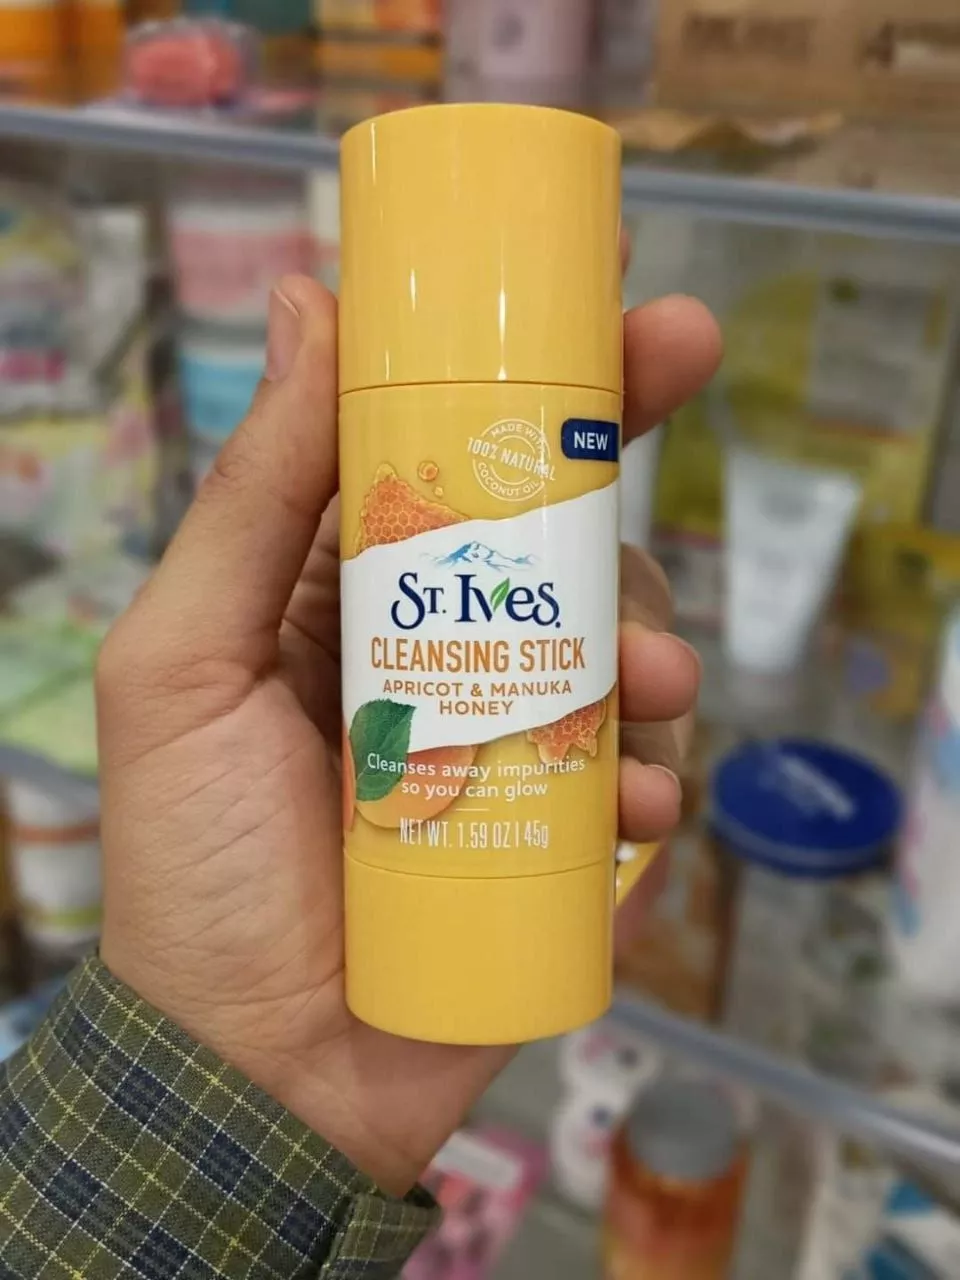 MADE WITH
100% NATURAL
COCONUT OIL
NEW
ST. IVES
CLEANSING STICK
APRICOT & MANUKA
HONEY
Cleanses away impurities
so you can glow
NET WT. 1.59 OZ | 45g